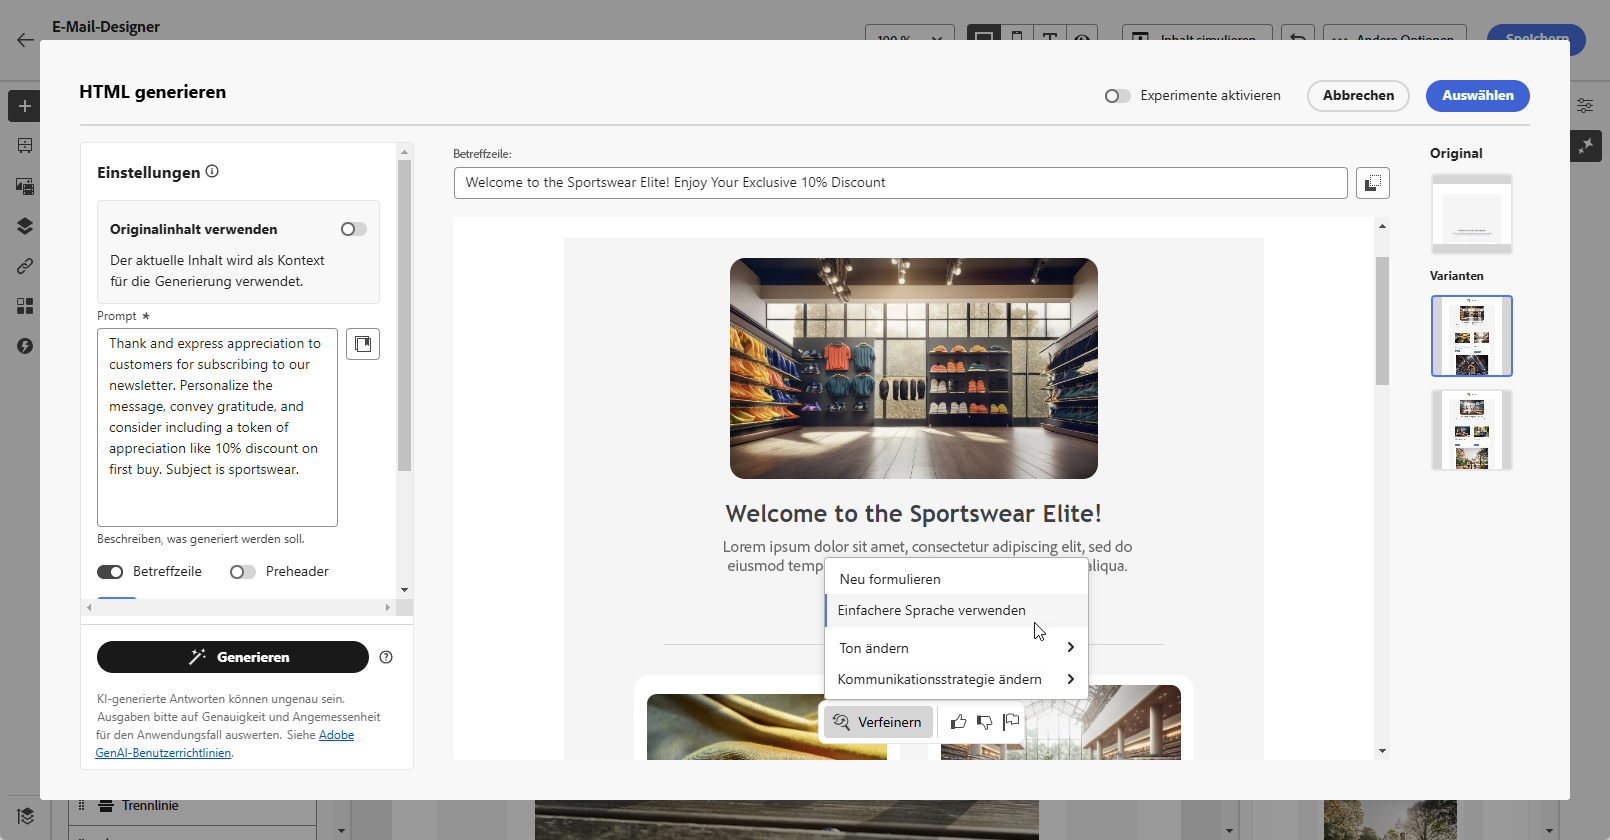 E-Mail-Designer
100 %
Inhalt simulieren
Andere Optionen
Speichern
HTML generieren
Experimente aktivieren
Abbrechen
Auswählen
Einstellungen
Originalinhalt verwenden
Der aktuelle Inhalt wird als Kontext
für die Generierung verwendet.
Prompt *
Thank and express appreciation to
customers for subscribing to our
newsletter. Personalize the
message, convey gratitude, and
consider including a token of
appreciation like 10% discount on
first buy. Subject is sportswear.
Beschreiben, was generiert werden soll.
Betreffzeile
Preheader
Generieren
KI-generierte Antworten können ungenau sein.
Ausgaben bitte auf Genauigkeit und Angemessenheit
für den Anwendungsfall auswerten. Siehe Adobe
GenAI-Benutzerrichtlinien.
Betreffzeile:
Welcome to the Sportswear Elite! Enjoy Your Exclusive 10% Discount
Welcome to the Sportswear Elite!
Lorem ipsum dolor sit amet, consectetur adipiscing elit, sed do
eiusmod temp aliqua.
Neu formulieren
Einfachere Sprache verwenden
Ton ändern
Kommunikationsstrategie ändern
Verfeinern
Original
Varianten
Trennlinie